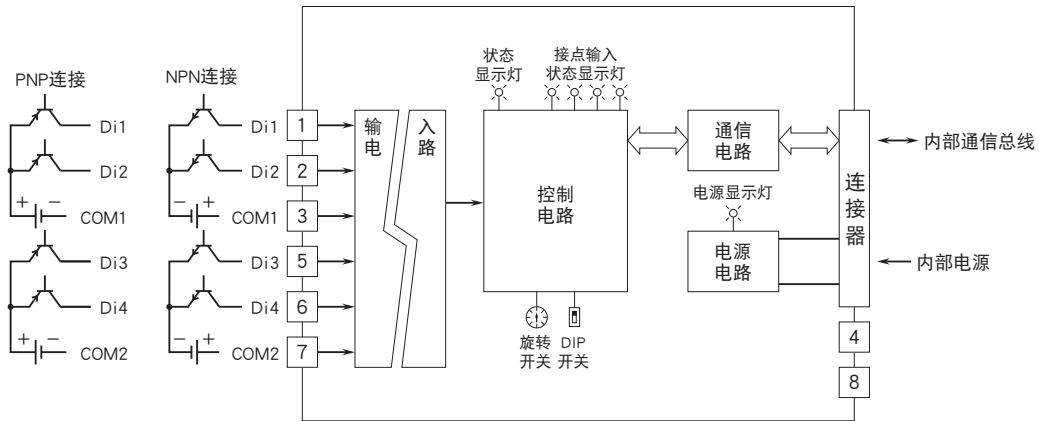 PNP连接
Di1
Di2
+ −
COM1
Di3
Di4
+ −
COM2
NPN连接
Di1
Di2
− +
COM1
Di3
Di4
− +
COM2
1
2
3
5
6
7
输 入
电 路
状态
显示灯
接点输入
状态显示灯
控制
电路
旋转
开关
DIP
开关
通信
电路
电源显示灯
电源
电路
连
接
器
4
8
内部通信总线
内部电源